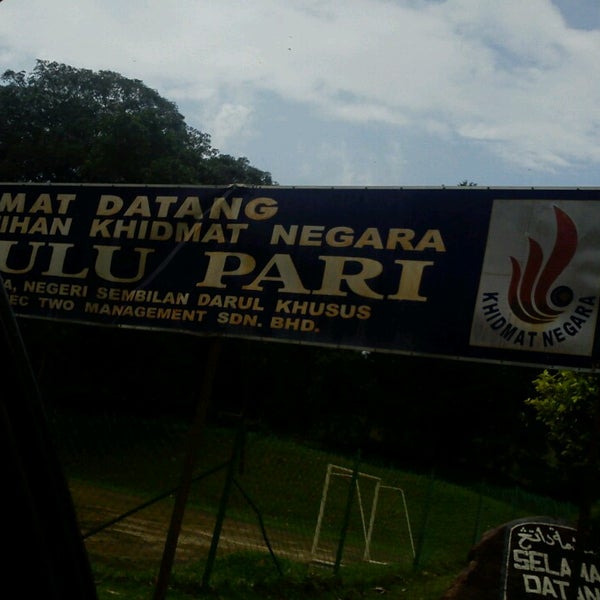 MAT DATANG
IHAN KHIDMAT NEGARA
ULU PARI
A, NEGERI SEMBILAN DARUL KHUSUS
EC TWO MANAGEMENT SDN. BHD.
KHIDMAT NEGARA
SELAMA
DATAN